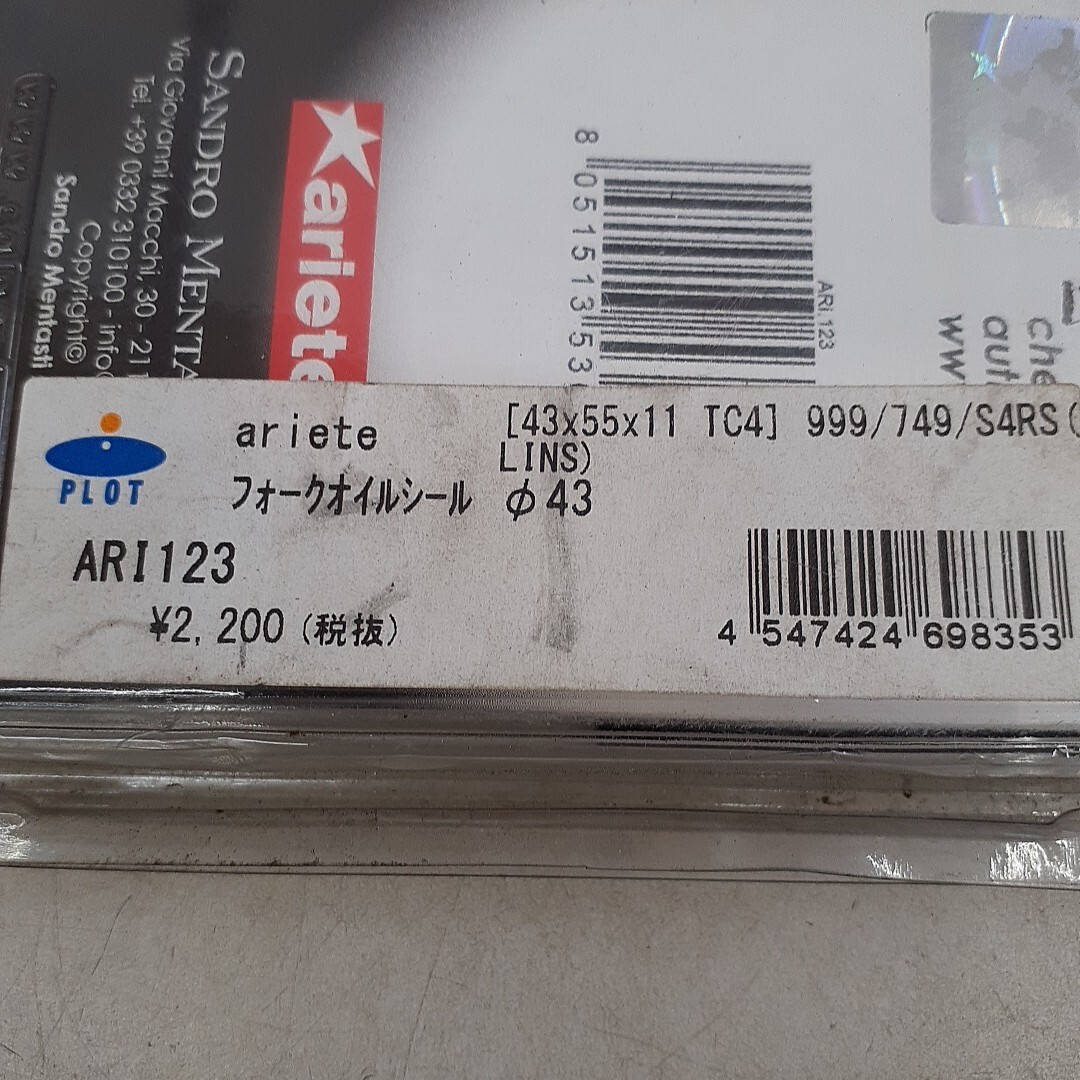 SANDRO MENTA
Via Giovanni Macchi, 30 - 21
Tel. +39 0332 310100 - info
Copyright©
Sandro Mentasti
ariete
8 051513 53
ARI.123
che
aut
ww
PLOT
ariete
[43x55x11 TC4] 999/749/S4RS(
LINS)
フォークオイルシール φ43
ARI123
¥2,200(税抜)
4 547424 698353